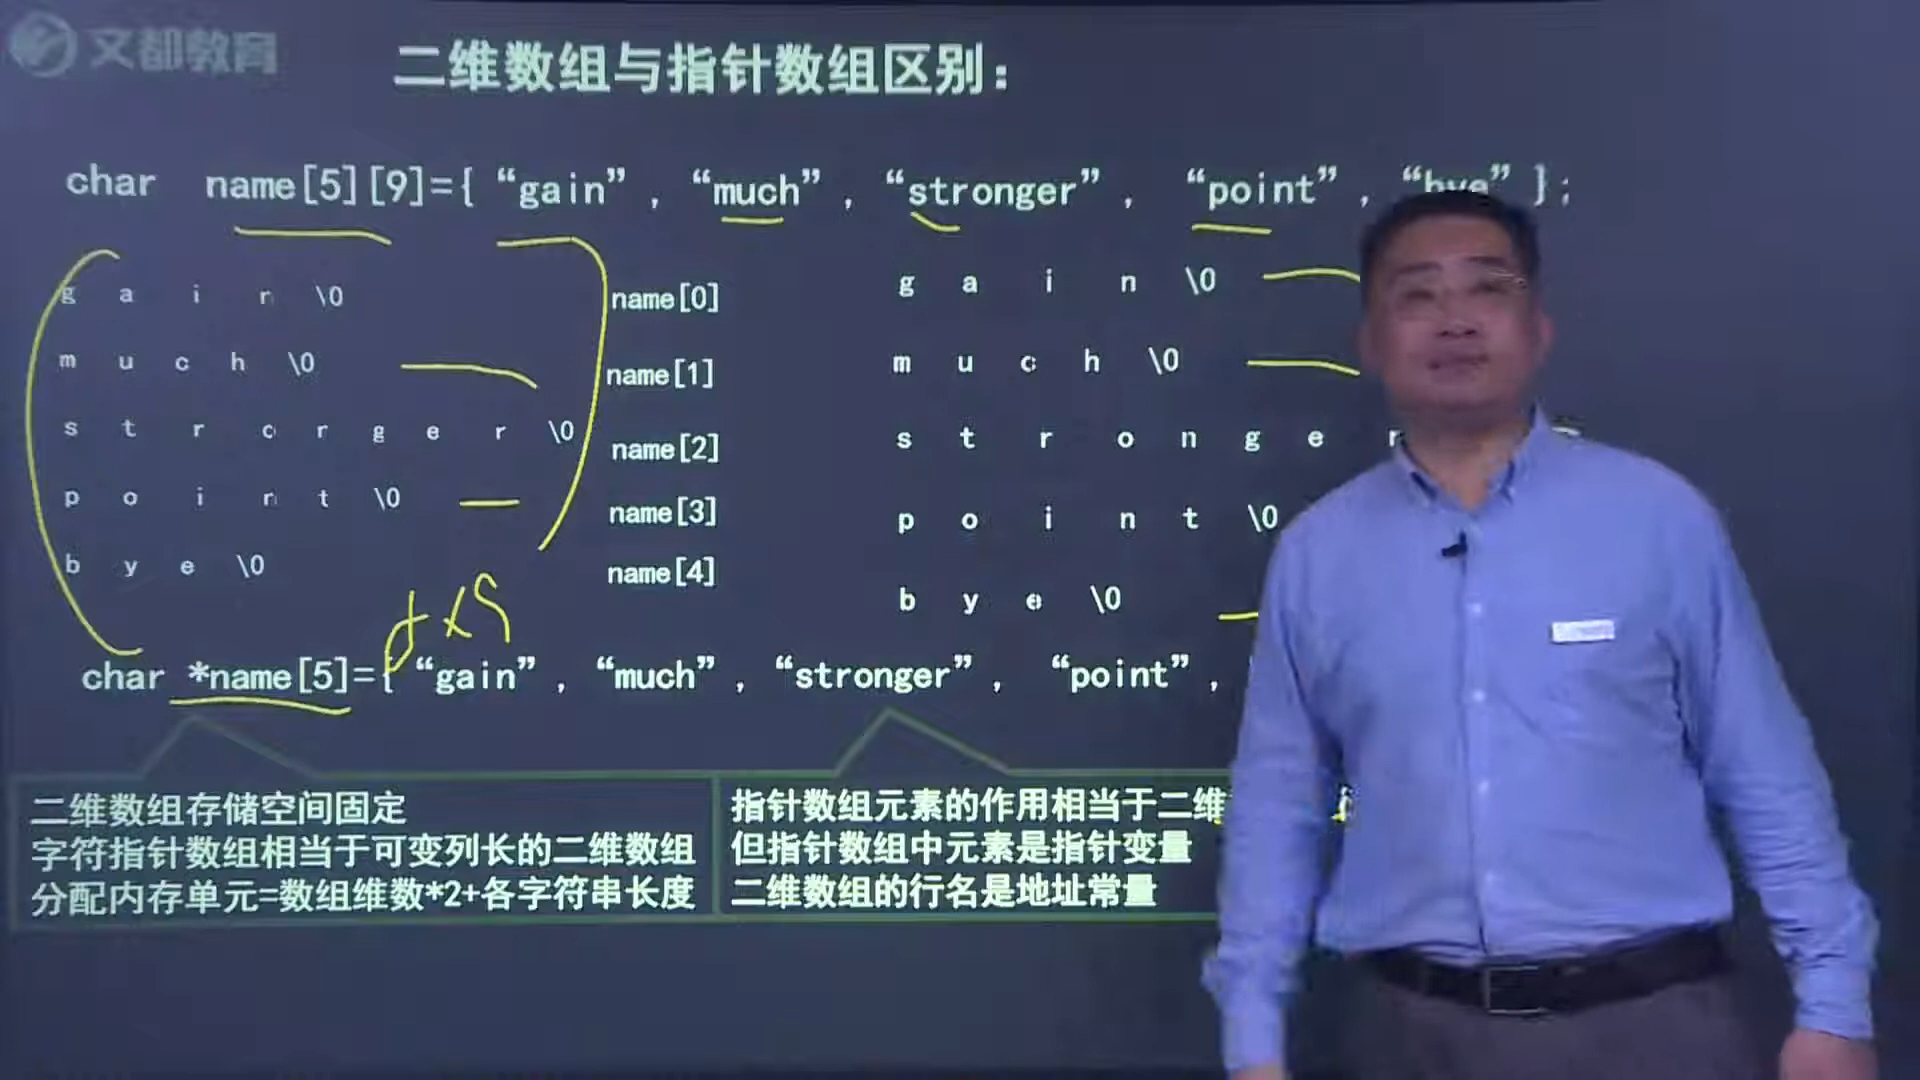 文都教育
二维数组与指针数组区别：
char name[5][9]={“gain”，“much”，“stronger”，“point”，“bye”};
g a i n \0
m u c h \0
s t r o n g e r \0
p o i n t \0
b y e \0
name[0]
name[1]
name[2]
name[3]
name[4]
g a i n \0
m u c h \0
s t r o n g e r
p o i n t \0
b y e \0
5×9
char *name[5]={“gain”，“much”，“stronger”，“point”，
二维数组存储空间固定
字符指针数组相当于可变列长的二维数组
分配内存单元=数组维数*2+各字符串长度
指针数组元素的作用相当于二维
但指针数组中元素是指针变量
二维数组的行名是地址常量